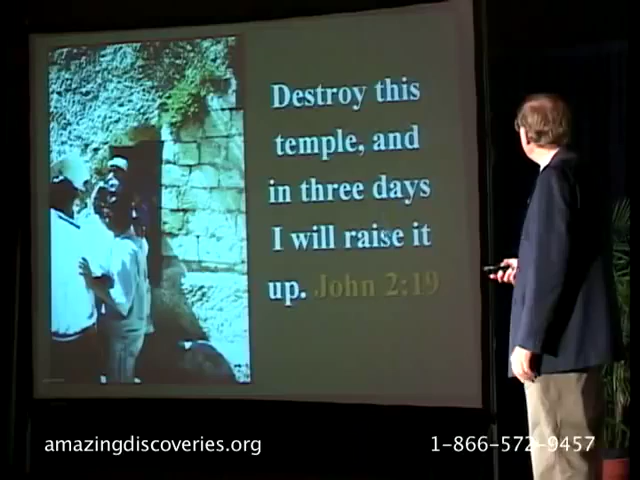 Destroy this
temple, and
in three days
I will raise it
up. John 2:19
amazingdiscoveries.org
1-866-572-9457